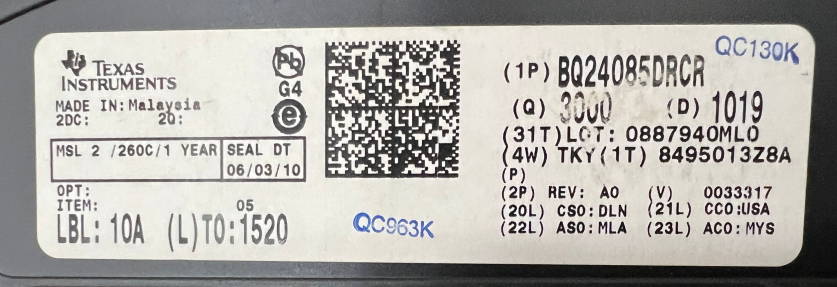 TEXAS
INSTRUMENTS
MADE IN: Malaysia
2DC: 2Q:
MSL 2 /260C/1 YEAR
SEAL DT
06/03/10
OPT:
ITEM: 05
LBL: 10A (L)TO:1520
Pb
G4
e
QC963K
QC130K
(1P) BQ24085DRCR
(Q) 3000 (D) 1019
(31T)LOT: 0887940ML0
(4W) TKY(1T) 8495013Z8A
(P)
(2P) REV: A0 (V) 0033317
(20L) CSO:DLN (21L) CCO:USA
(22L) ASO:MLA (23L) ACO:MYS